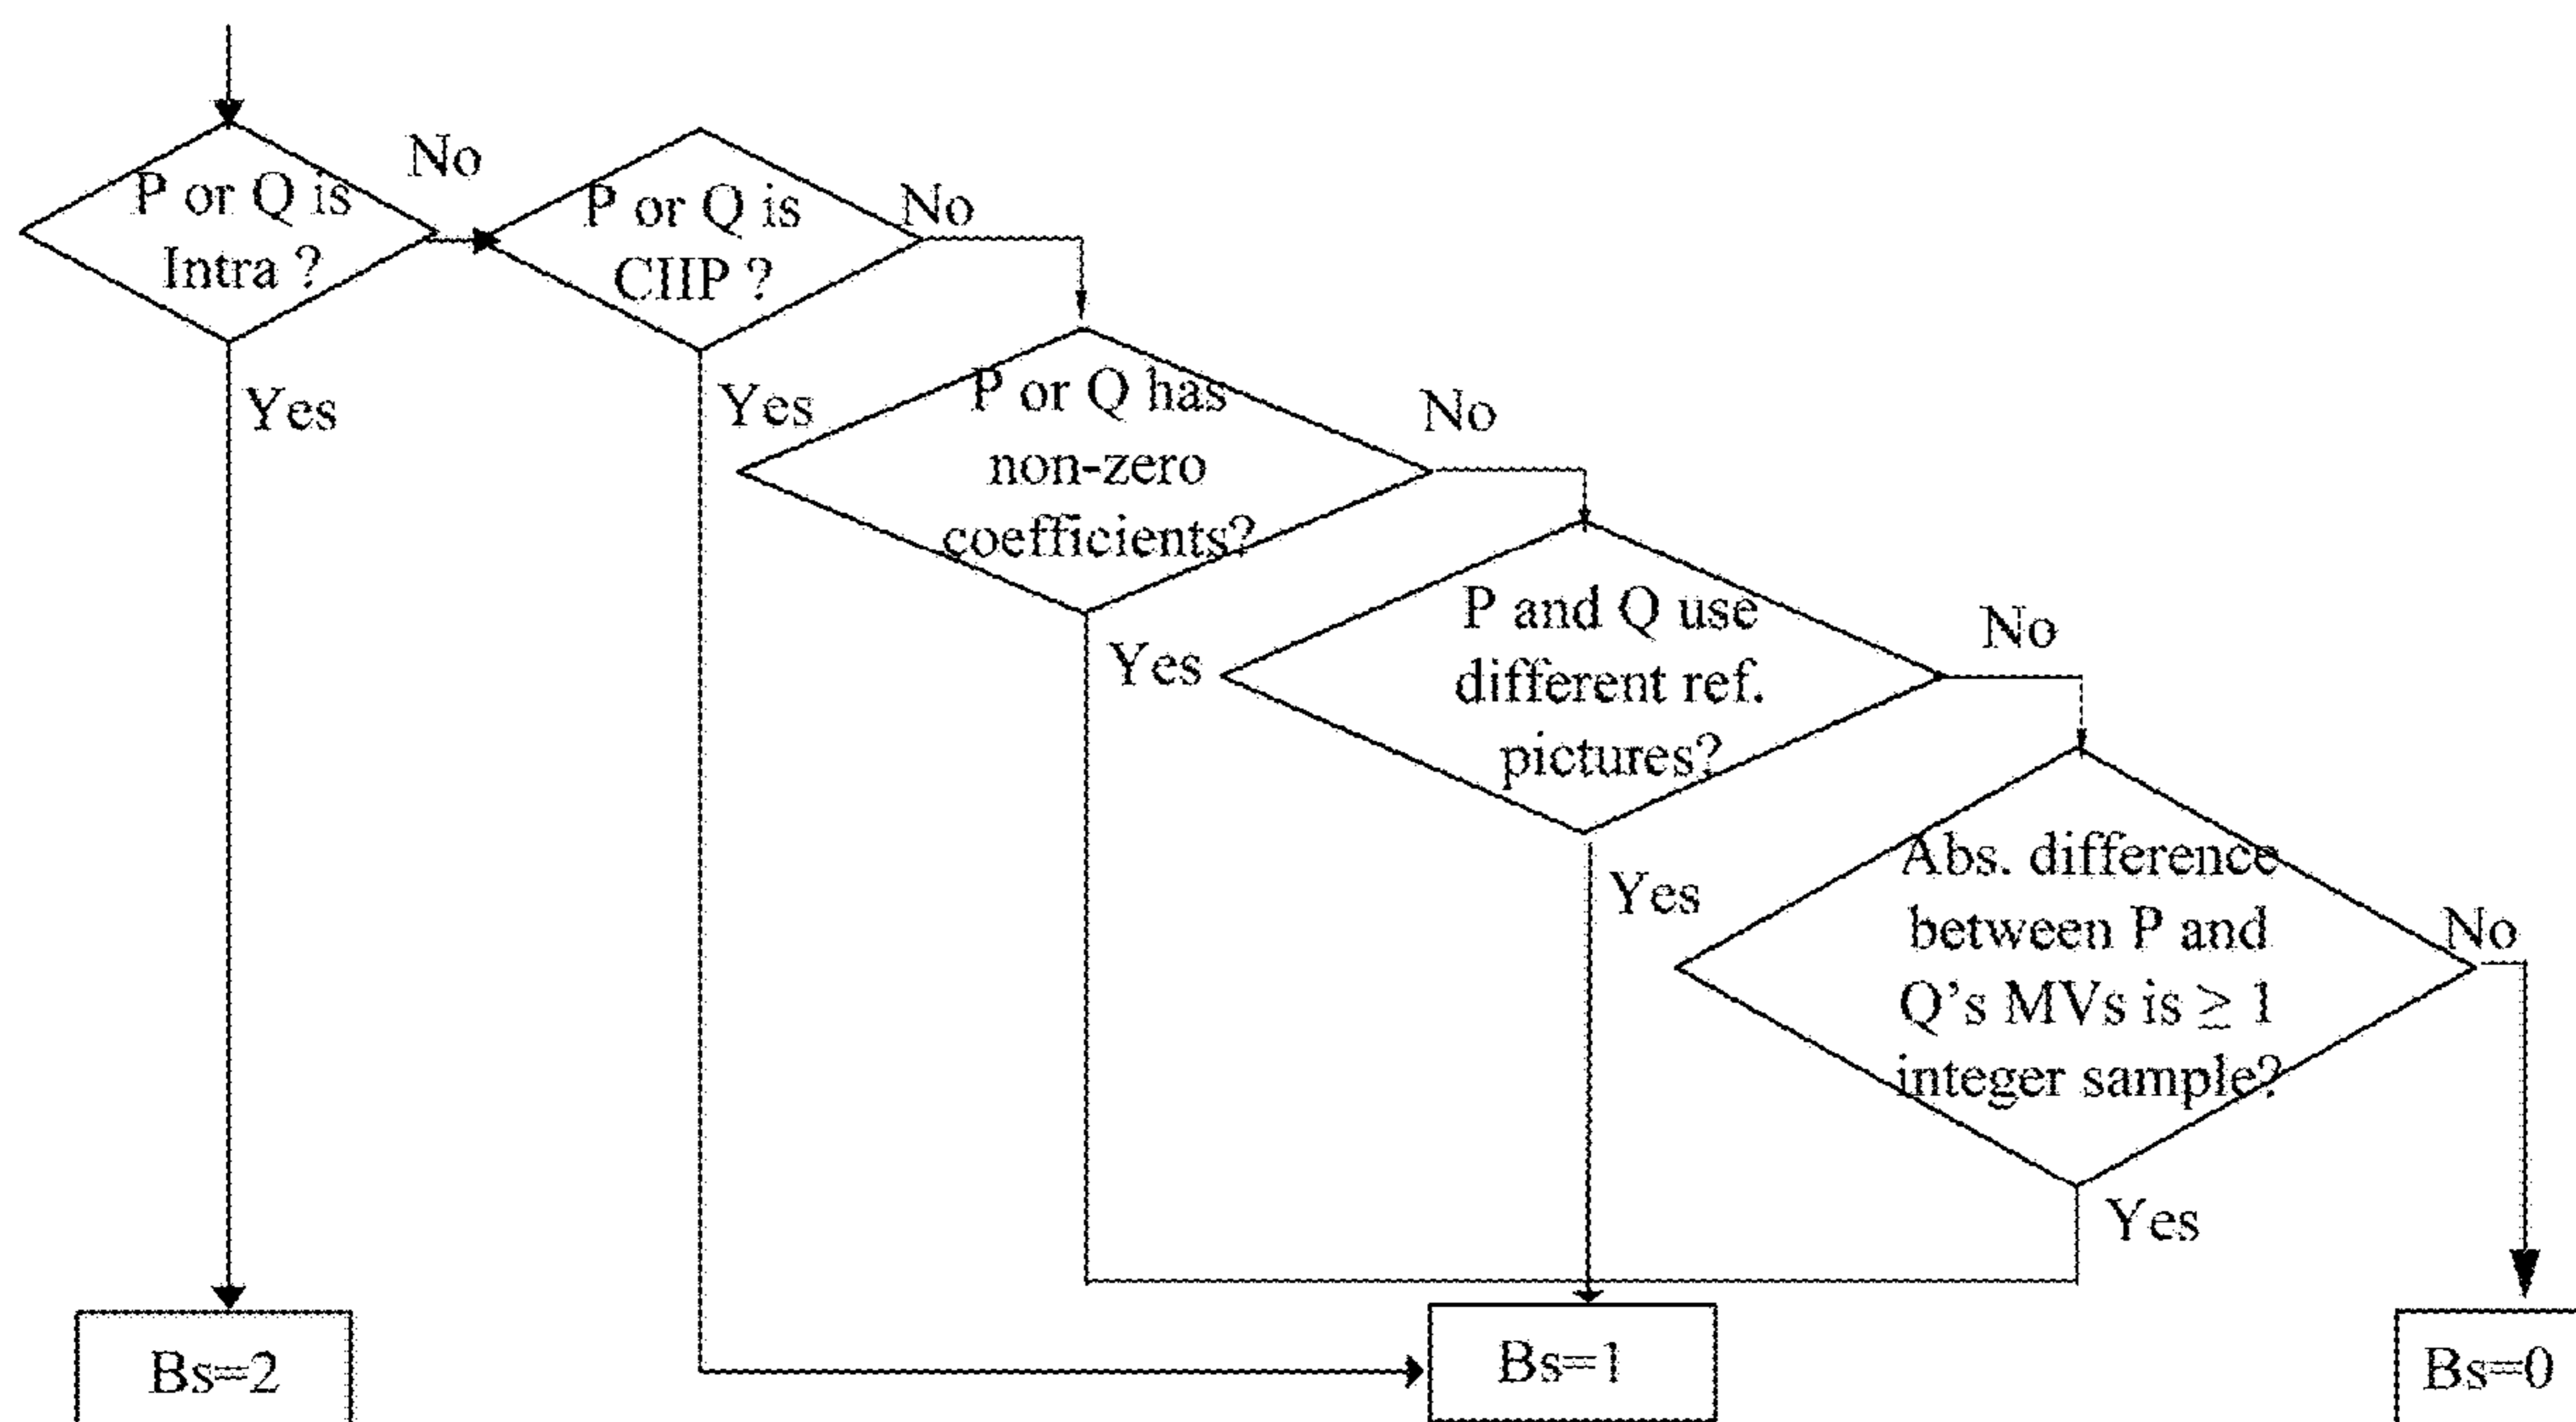 P or Q is
Intra ?
No
Yes
P or Q is
CIIP ?
No
Yes
P or Q has
non-zero
coefficients?
No
Yes
P and Q use
different ref.
pictures?
No
Yes
Abs. difference
between P and
Q's MVs is ≥ 1
integer sample?
No
Yes
Bs=2
Bs=1
Bs=0